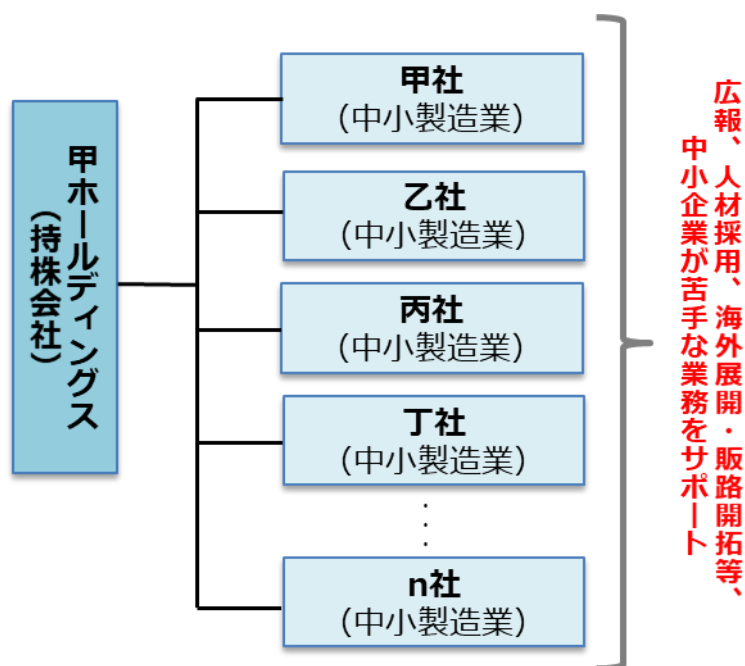 甲ホールディングス
(持株会社)
甲社
(中小製造業)
乙社
(中小製造業)
丙社
(中小製造業)
丁社
(中小製造業)
・・・
n社
(中小製造業)
広報、人材採用、海外展開・販路開拓等、
中小企業が苦手な業務をサポート